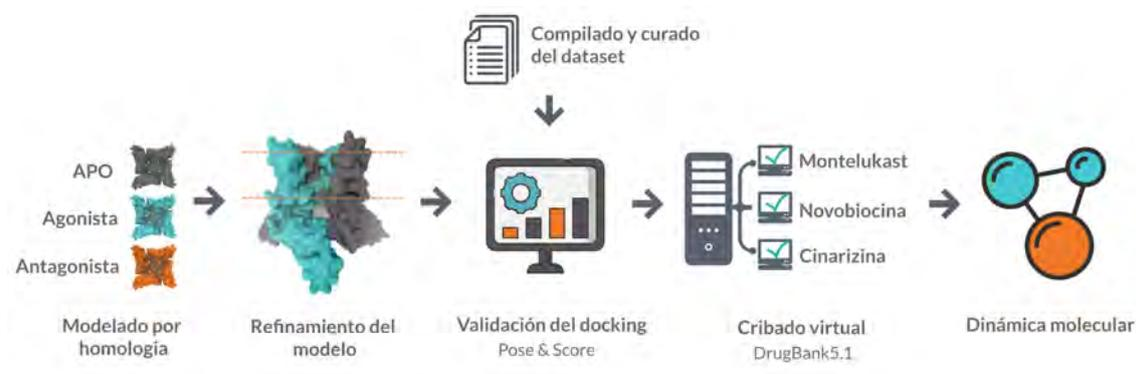 Compilado y curado
del dataset
APO
Agonista
Antagonista
Montelukast
Novobiocina
Cinarizina
Modelado por
homología
Refinamiento del
modelo
Validación del docking
Pose & Score
Cribado virtual
DrugBank5.1
Dinámica molecular